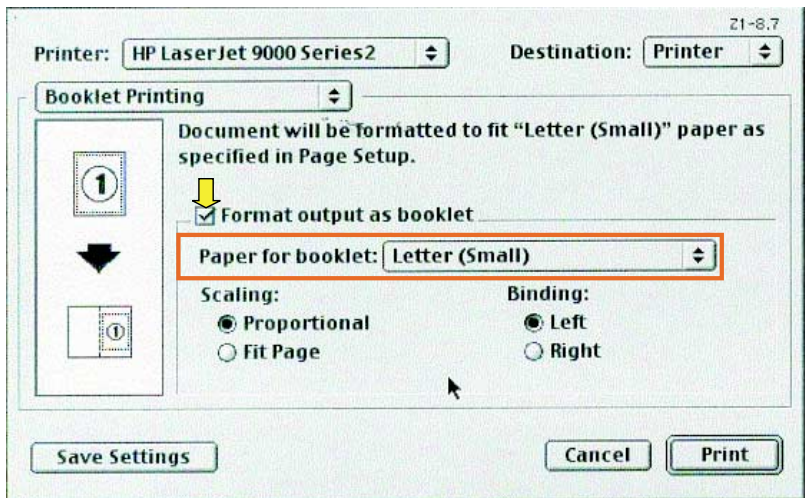 Z1-8.7
Printer: HP LaserJet 9000 Series2 Destination: Printer
Booklet Printing
Document will be formatted to fit “Letter (Small)” paper as
specified in Page Setup.
1
Format output as booklet
Paper for booklet: Letter (Small)
1
Scaling: Binding:
Proportional Left
Fit Page Right
Save Settings Cancel Print